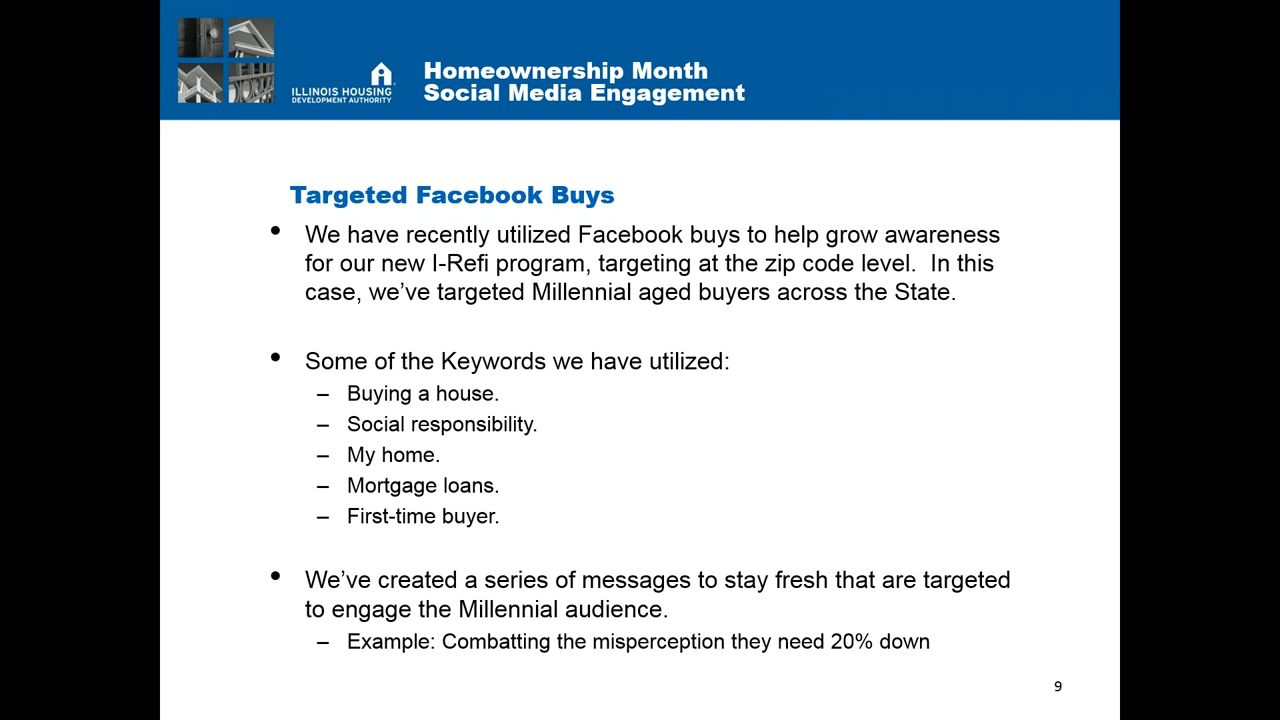 ILLINOIS HOUSING
DEVELOPMENT AUTHORITY
Homeownership Month
Social Media Engagement
Targeted Facebook Buys
• We have recently utilized Facebook buys to help grow awareness
for our new I-Refi program, targeting at the zip code level.  In this
case, we’ve targeted Millennial aged buyers across the State.
• Some of the Keywords we have utilized:
– Buying a house.
– Social responsibility.
– My home.
– Mortgage loans.
– First-time buyer.
• We’ve created a series of messages to stay fresh that are targeted
to engage the Millennial audience.
– Example: Combatting the misperception they need 20% down
9